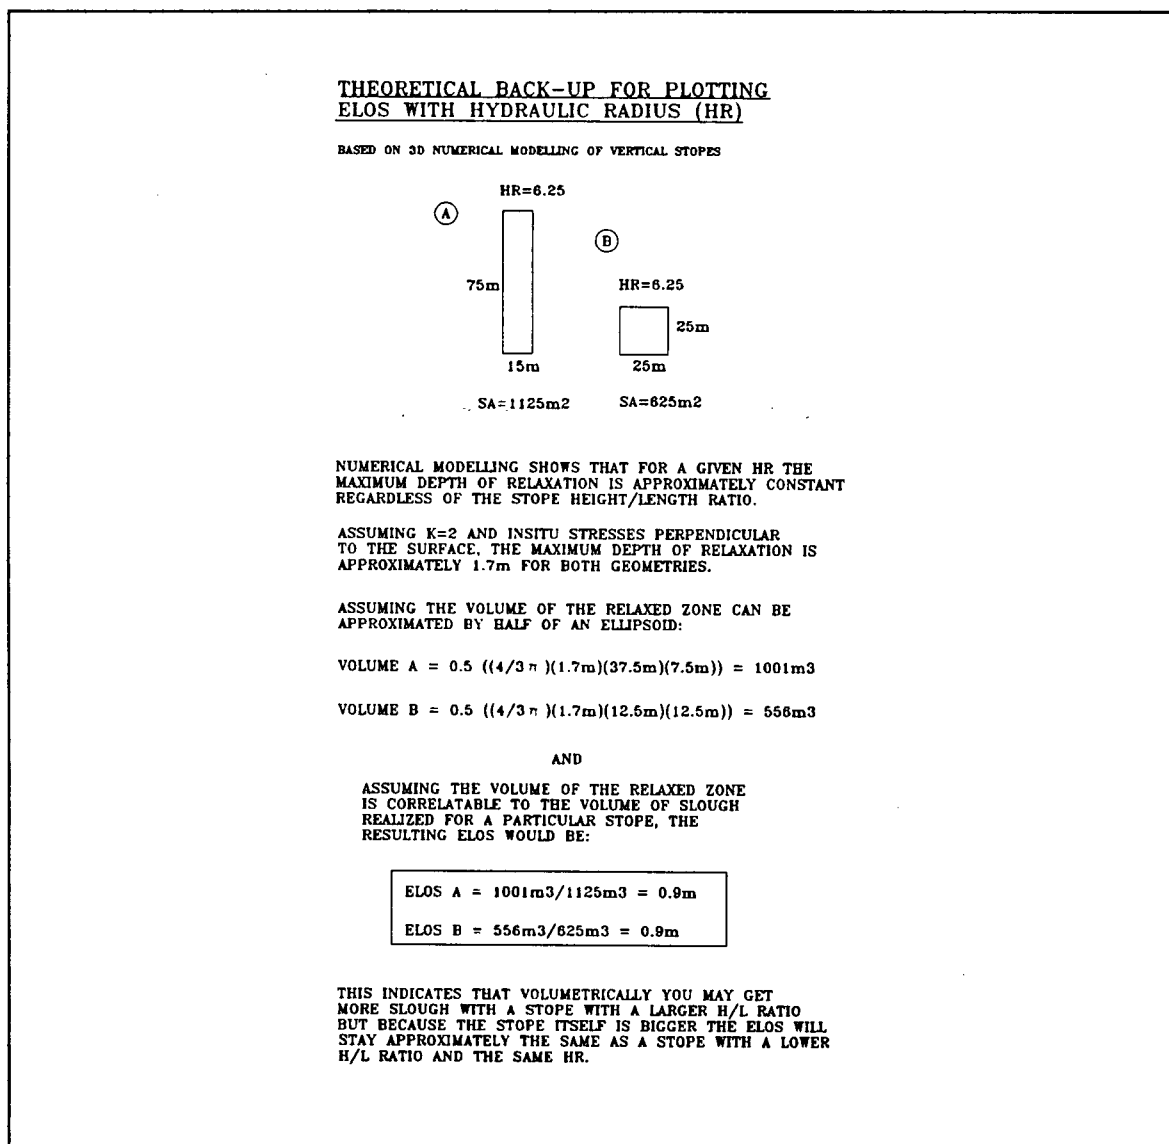 THEORETICAL BACK-UP FOR PLOTTING
ELOS WITH HYDRAULIC RADIUS (HR)
BASED ON 3D NUMERICAL MODELLING OF VERTICAL STOPES
HR=6.25
A
B
75m
HR=6.25
25m
15m
25m
SA=1125m2
SA=625m2
NUMERICAL MODELLING SHOWS THAT FOR A GIVEN HR THE
MAXIMUM DEPTH OF RELAXATION IS APPROXIMATELY CONSTANT
REGARDLESS OF THE STOPE HEIGHT/LENGTH RATIO.
ASSUMING K=2 AND INSITU STRESSES PERPENDICULAR
TO THE SURFACE, THE MAXIMUM DEPTH OF RELAXATION IS
APPROXIMATELY 1.7m FOR BOTH GEOMETRIES.
ASSUMING THE VOLUME OF THE RELAXED ZONE CAN BE
APPROXIMATED BY HALF OF AN ELLIPSOID:
VOLUME A = 0.5 ((4/3 π )(1.7m)(37.5m)(7.5m)) = 1001m3
VOLUME B = 0.5 ((4/3 π )(1.7m)(12.5m)(12.5m)) = 556m3
AND
ASSUMING THE VOLUME OF THE RELAXED ZONE
IS CORRELATABLE TO THE VOLUME OF SLOUGH
REALIZED FOR A PARTICULAR STOPE, THE
RESULTING ELOS WOULD BE:
ELOS A = 1001m3/1125m3 = 0.9m
ELOS B = 556m3/625m3 = 0.9m
THIS INDICATES THAT VOLUMETRICALLY YOU MAY GET
MORE SLOUGH WITH A STOPE WITH A LARGER H/L RATIO
BUT BECAUSE THE STOPE ITSELF IS BIGGER THE ELOS WILL
STAY APPROXIMATELY THE SAME AS A STOPE WITH A LOWER
H/L RATIO AND THE SAME HR.